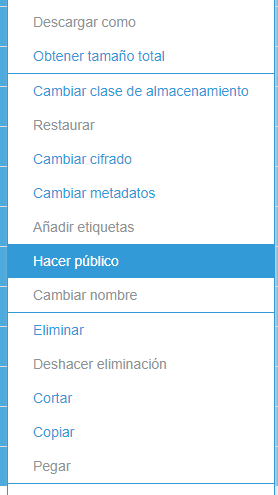 Descargar como
Obtener tamaño total
Cambiar clase de almacenamiento
Restaurar
Cambiar cifrado
Cambiar metadatos
Añadir etiquetas
Hacer público
Cambiar nombre
Eliminar
Deshacer eliminación
Cortar
Copiar
Pegar